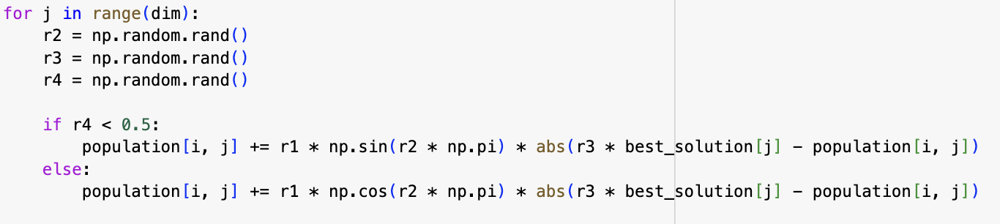 for j in range(dim):
    r2 = np.random.rand()
    r3 = np.random.rand()
    r4 = np.random.rand()

    if r4 < 0.5:
        population[i, j] += r1 * np.sin(r2 * np.pi) * abs(r3 * best_solution[j] - population[i, j])
    else:
        population[i, j] += r1 * np.cos(r2 * np.pi) * abs(r3 * best_solution[j] - population[i, j])